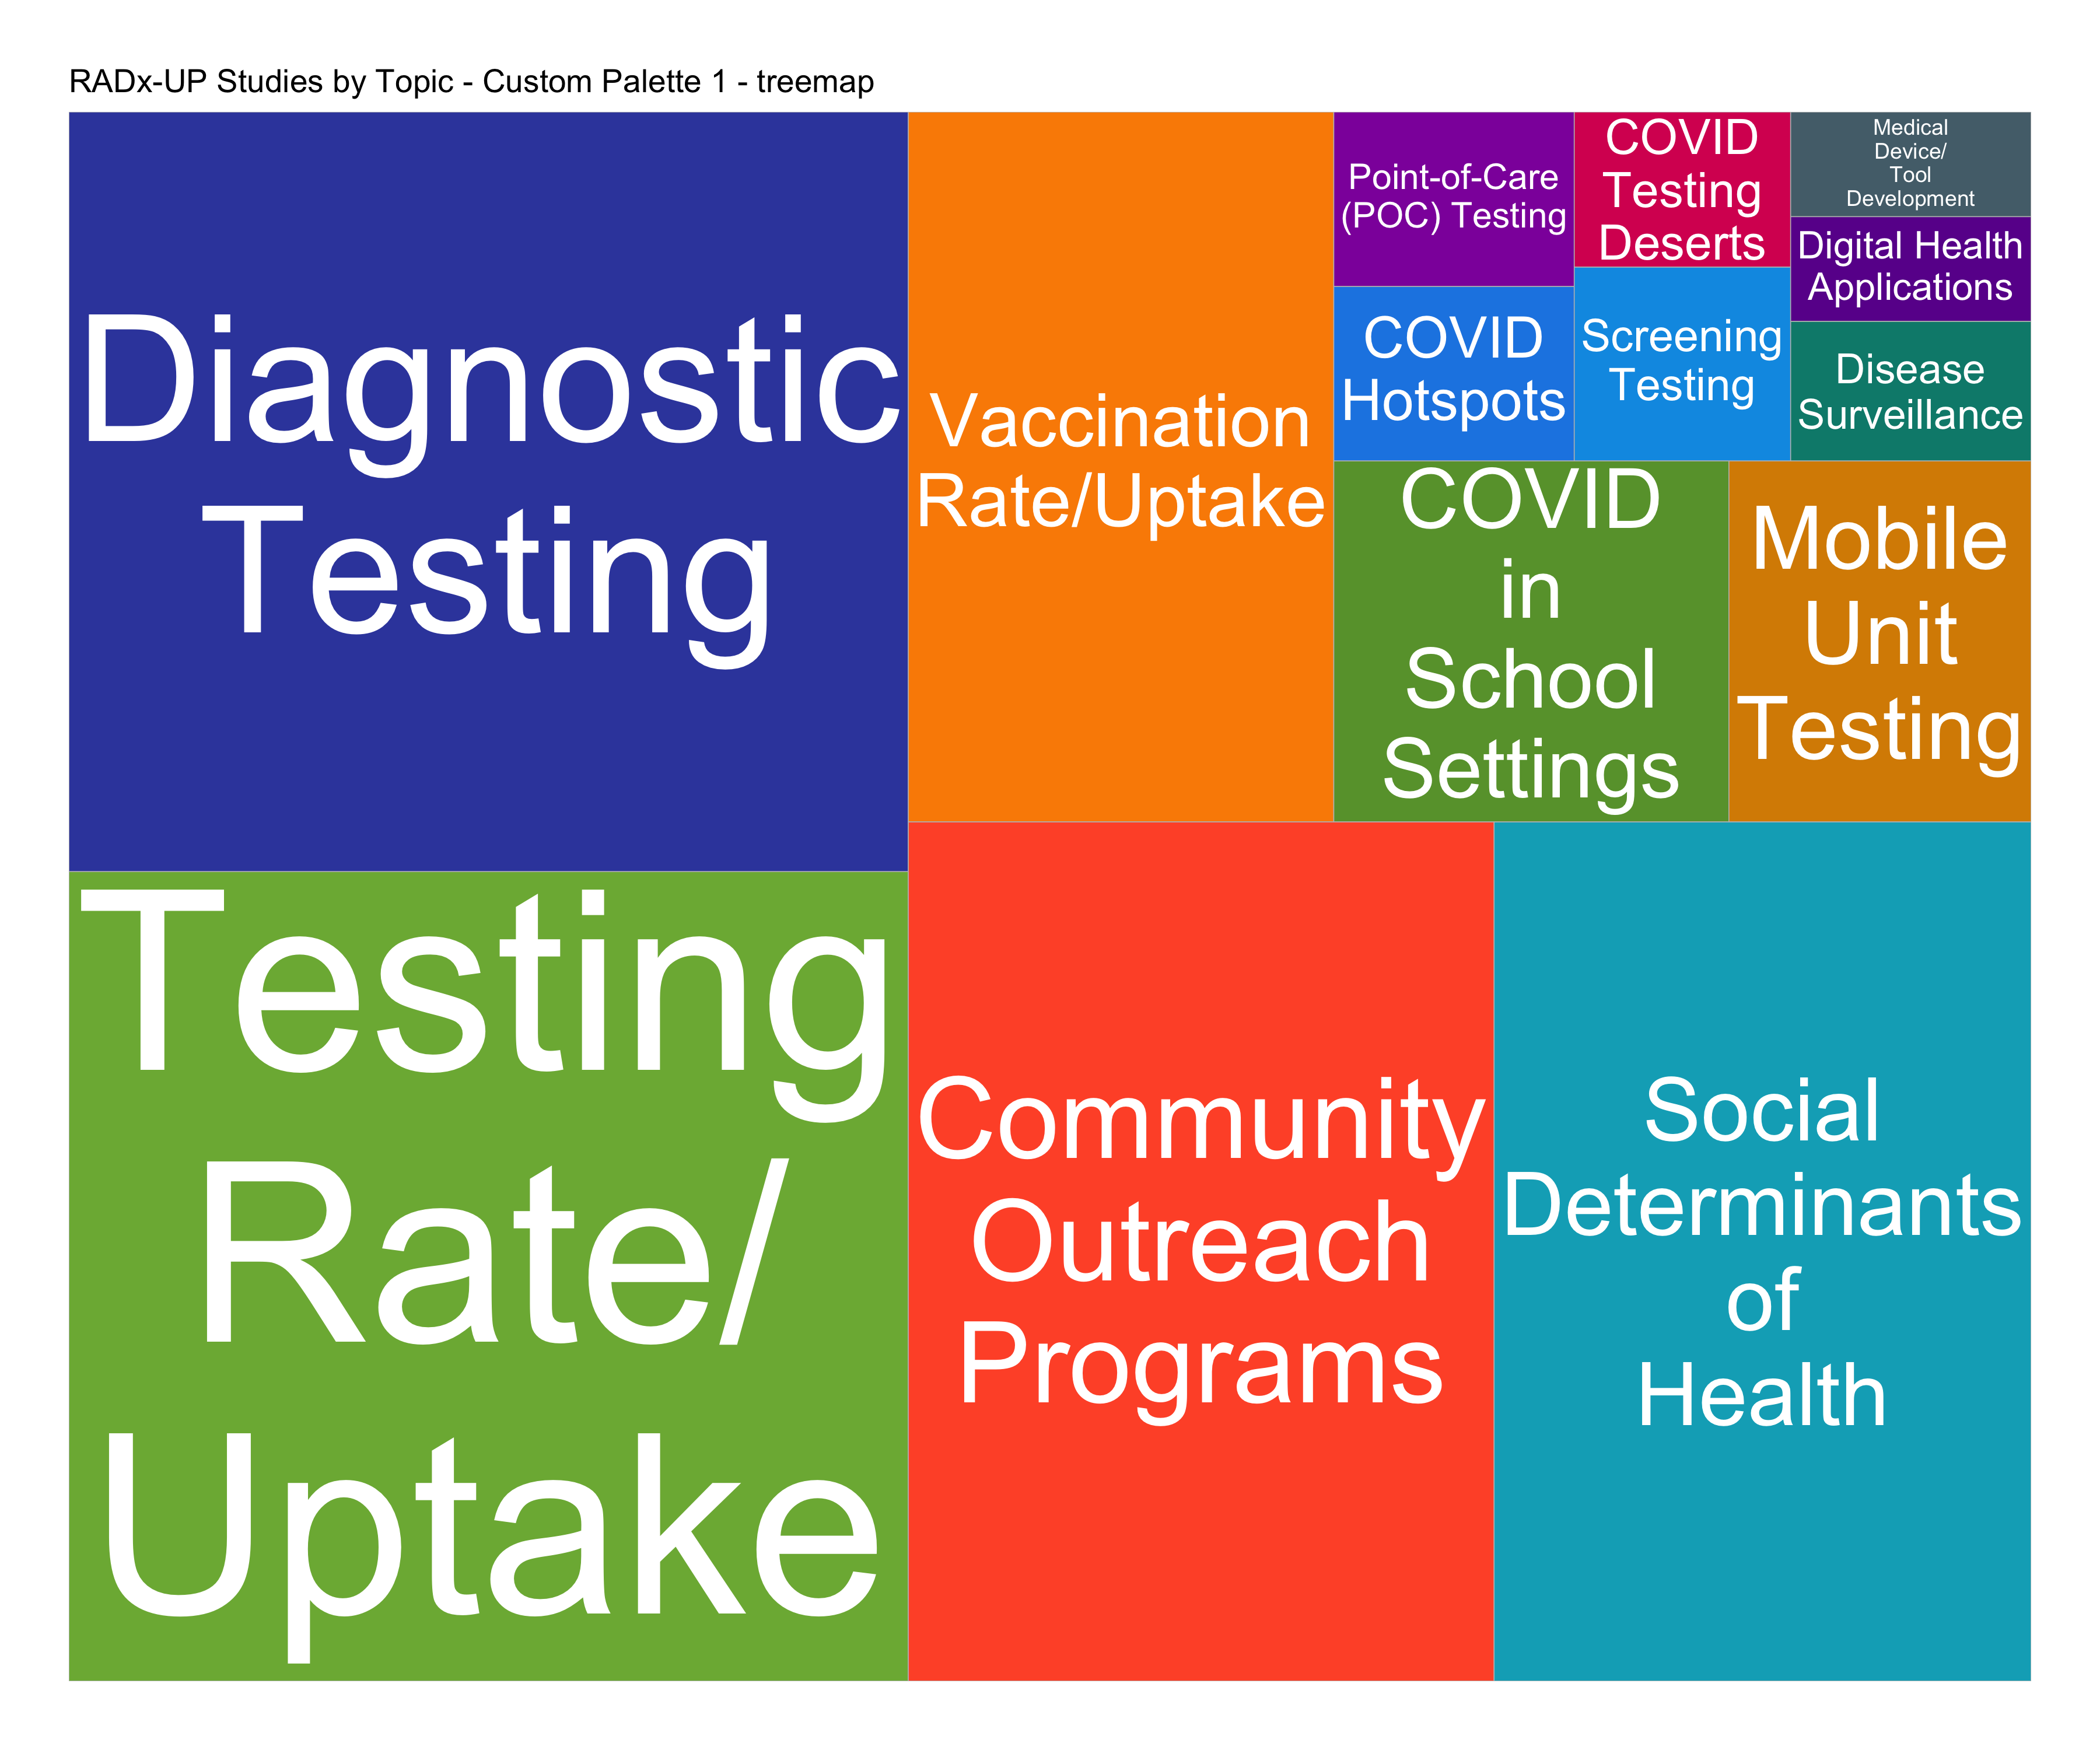 RADx-UP Studies by Topic - Custom Palette 1 - treemap
Diagnostic
Testing
Testing
Rate/
Uptake
Vaccination
Rate/Uptake
Community
Outreach
Programs
Social
Determinants
of
Health
Point-of-Care
(POC) Testing
COVID
Hotspots
COVID
Testing
Deserts
Screening
Testing
Medical
Device/
Tool
Development
Digital Health
Applications
Disease
Surveillance
COVID
in
School
Settings
Mobile
Unit
Testing